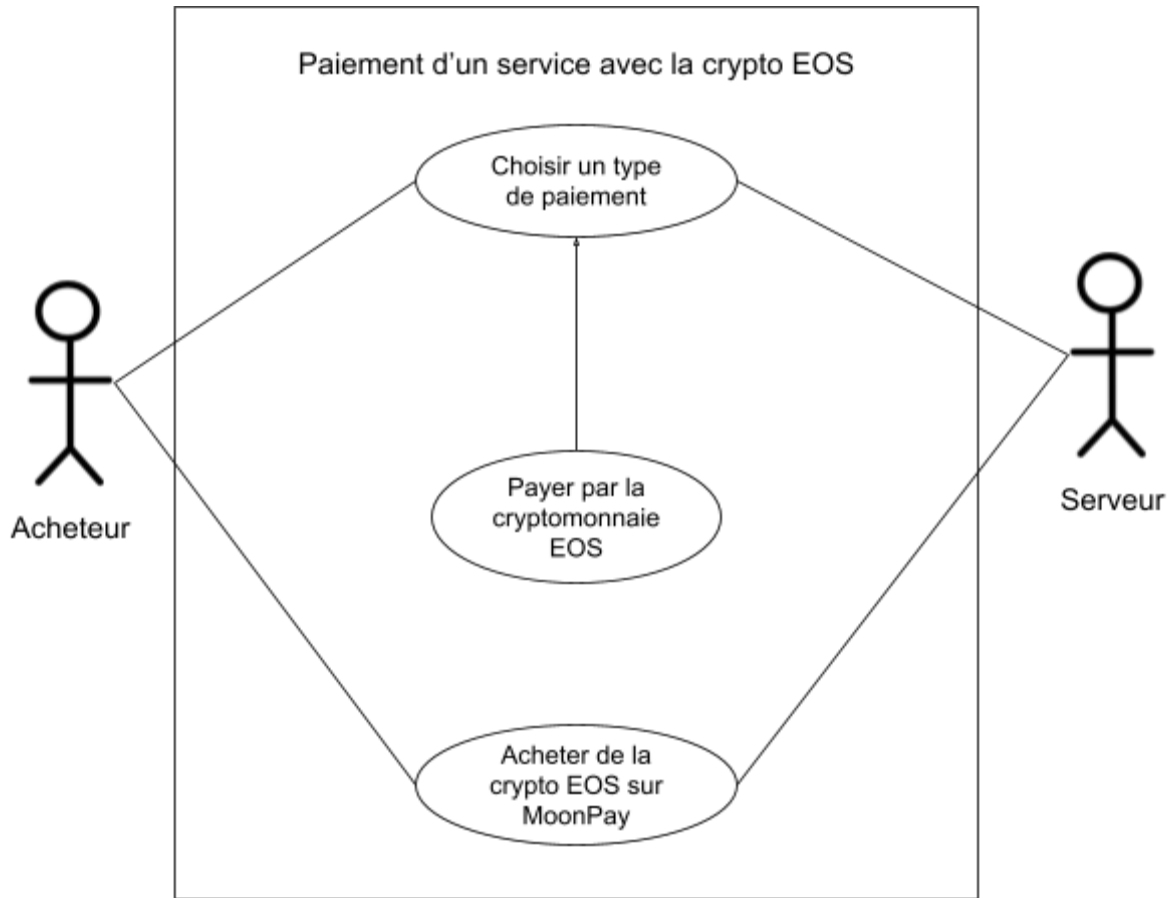 Paiement d'un service avec la crypto EOS
Choisir un type
de paiement
Payer par la
cryptomonnaie
EOS
Acheteur
Serveur
Acheter de la
crypto EOS sur
MoonPay